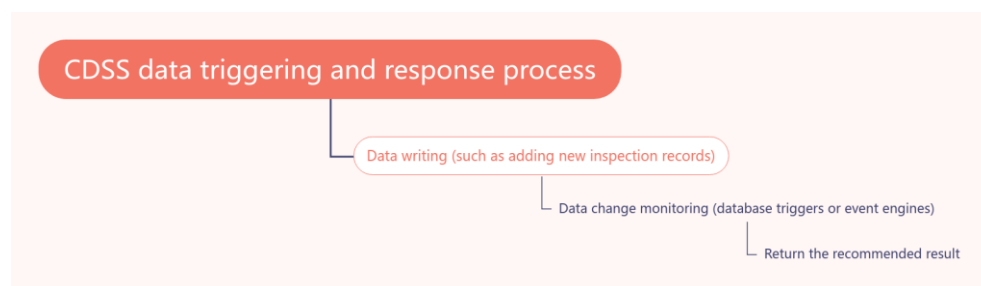 CDSS data triggering and response process
Data writing (such as adding new inspection records)
Data change monitoring (database triggers or event engines)
Return the recommended result